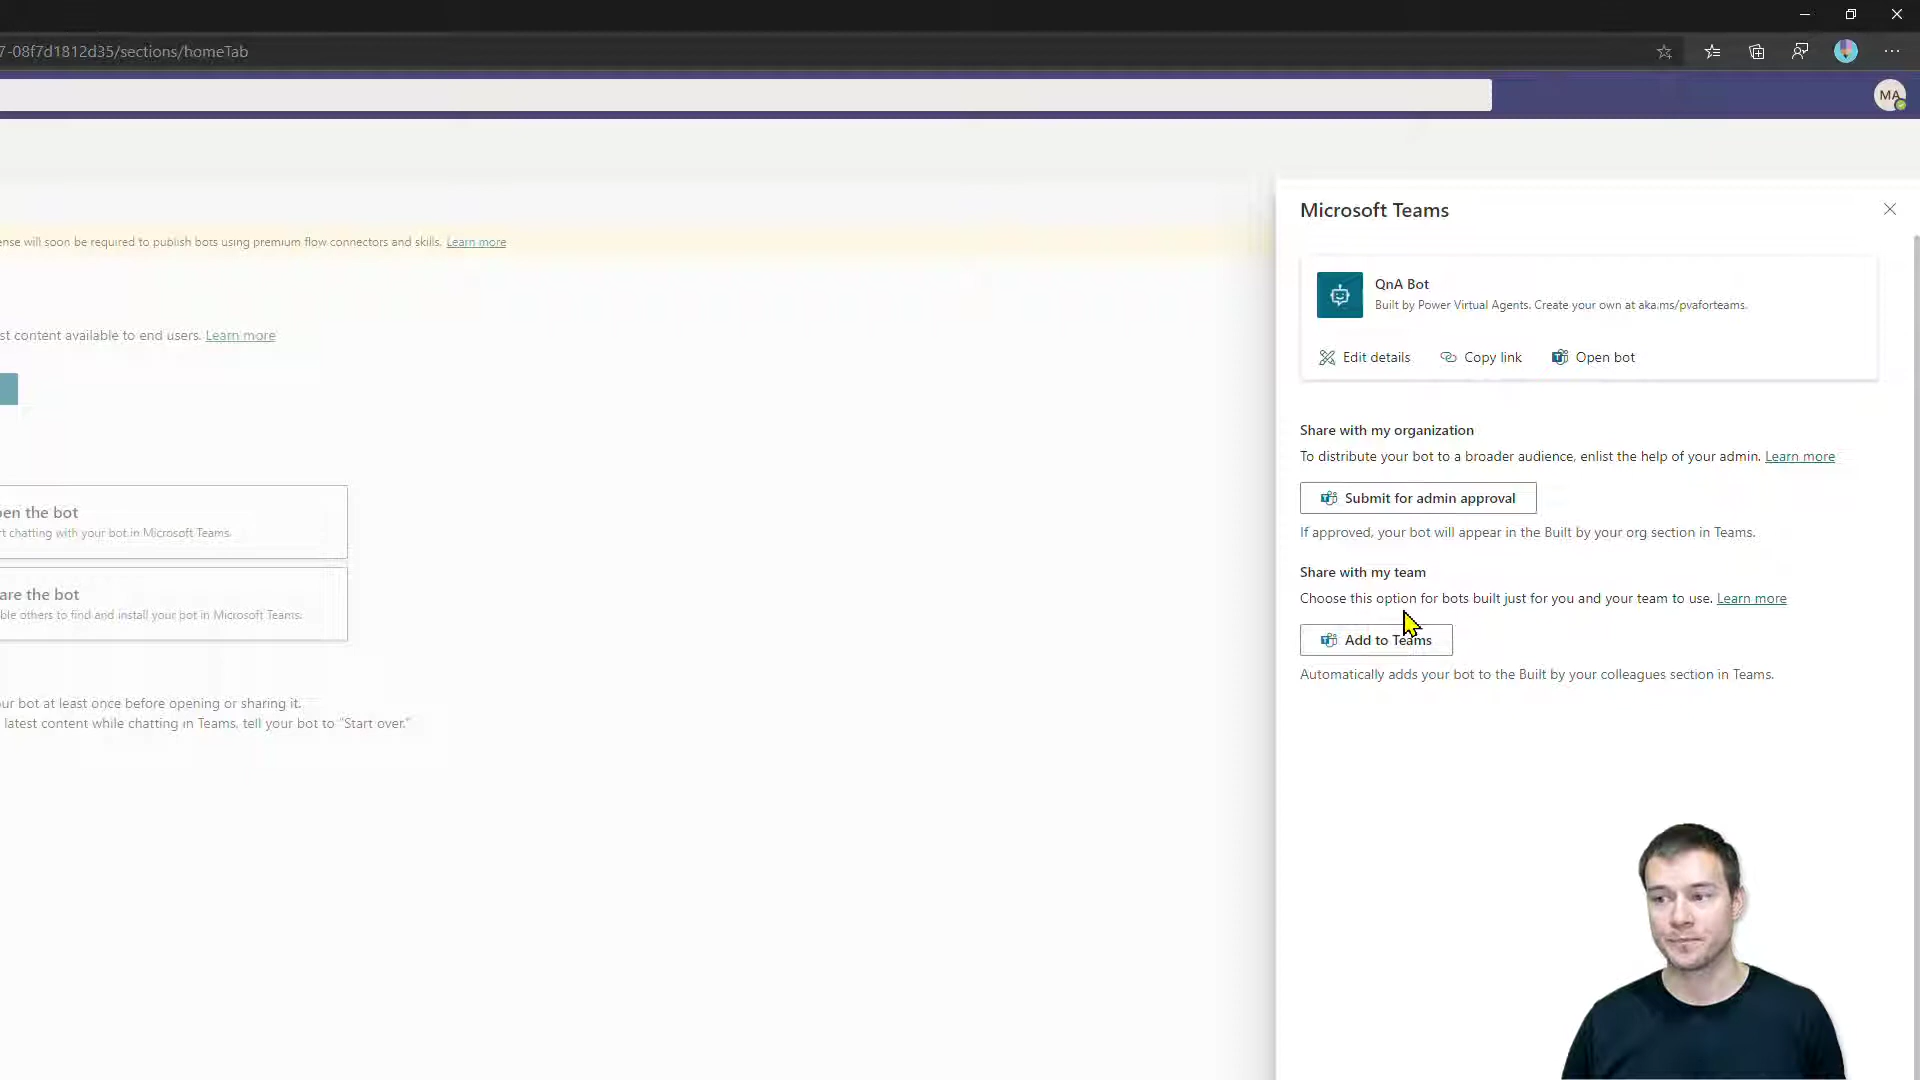 7-08f7d1812d35/sections/homeTab
MA
ense will soon be required to publish bots using premium flow connectors and skills. Learn more
st content available to end users. Learn more
pen the bot
rt chatting with your bot in Microsoft Teams.
are the bot
ble others to find and install your bot in Microsoft Teams.
ur bot at least once before opening or sharing it.
latest content while chatting in Teams, tell your bot to "Start over."
Microsoft Teams
QnA Bot
Built by Power Virtual Agents. Create your own at aka.ms/pvaforteams.
Edit details Copy link Open bot
Share with my organization
To distribute your bot to a broader audience, enlist the help of your admin. Learn more
Submit for admin approval
If approved, your bot will appear in the Built by your org section in Teams.
Share with my team
Choose this option for bots built just for you and your team to use. Learn more
Add to Teams
Automatically adds your bot to the Built by your colleagues section in Teams.